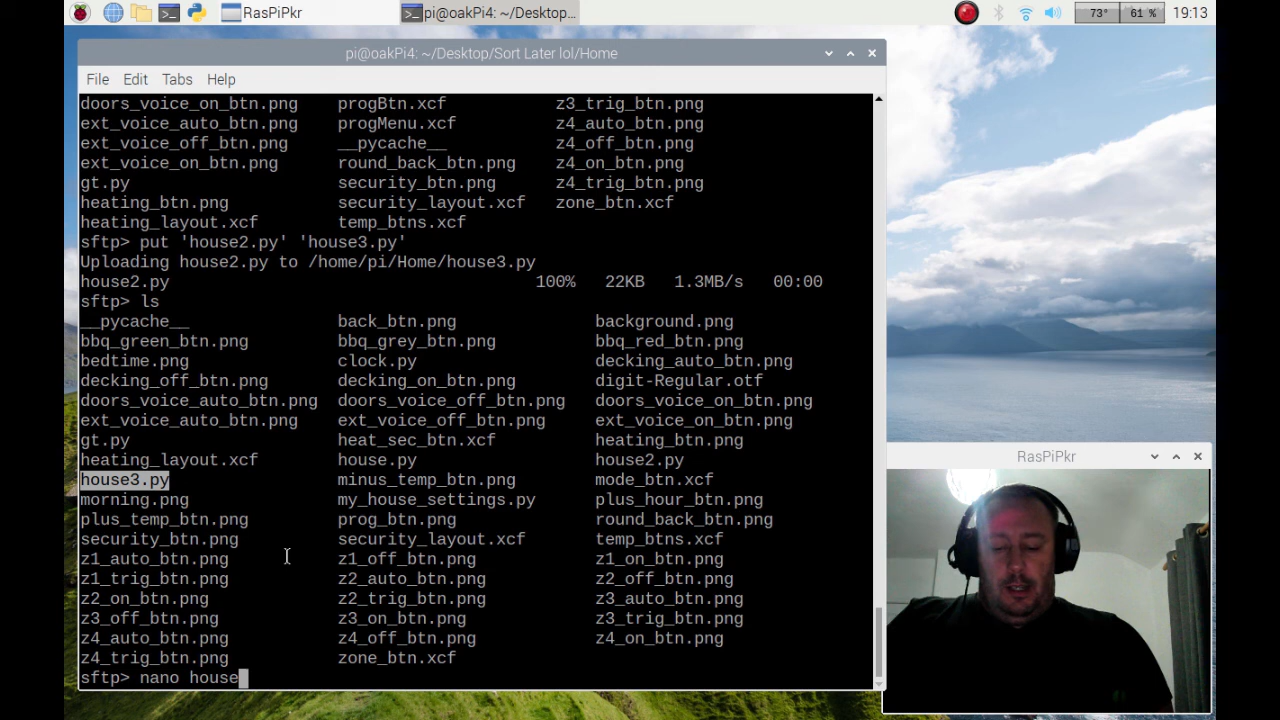 RasPiPkr
pi@oakPi4: ~/Desktop...
73°
61 %
19:13
pi@oakPi4: ~/Desktop/Sort Later lol/Home
File Edit Tabs Help
doors_voice_on_btn.png progBtn.xcf z3_trig_btn.png
ext_voice_auto_btn.png progMenu.xcf z4_auto_btn.png
ext_voice_off_btn.png __pycache__ z4_off_btn.png
ext_voice_on_btn.png round_back_btn.png z4_on_btn.png
gt.py security_btn.png z4_trig_btn.png
heating_btn.png security_layout.xcf zone_btn.xcf
heating_layout.xcf temp_btns.xcf
sftp> put 'house2.py' 'house3.py'
Uploading house2.py to /home/pi/Home/house3.py
house2.py 100% 22KB 1.3MB/s 00:00
sftp> ls
__pycache__ back_btn.png background.png
bbq_green_btn.png bbq_grey_btn.png bbq_red_btn.png
bedtime.png clock.py decking_auto_btn.png
decking_off_btn.png decking_on_btn.png digit-Regular.otf
doors_voice_auto_btn.png doors_voice_off_btn.png doors_voice_on_btn.png
ext_voice_auto_btn.png ext_voice_off_btn.png ext_voice_on_btn.png
gt.py heat_sec_btn.xcf heating_btn.png
heating_layout.xcf house.py house2.py
house3.py minus_temp_btn.png mode_btn.xcf
morning.png my_house_settings.py plus_hour_btn.png
plus_temp_btn.png prog_btn.png round_back_btn.png
security_btn.png security_layout.xcf temp_btns.xcf
z1_auto_btn.png z1_off_btn.png z1_on_btn.png
z1_trig_btn.png z2_auto_btn.png z2_off_btn.png
z2_on_btn.png z2_trig_btn.png z3_auto_btn.png
z3_off_btn.png z3_on_btn.png z3_trig_btn.png
z4_auto_btn.png z4_off_btn.png z4_on_btn.png
z4_trig_btn.png zone_btn.xcf
sftp> nano house
RasPiPkr